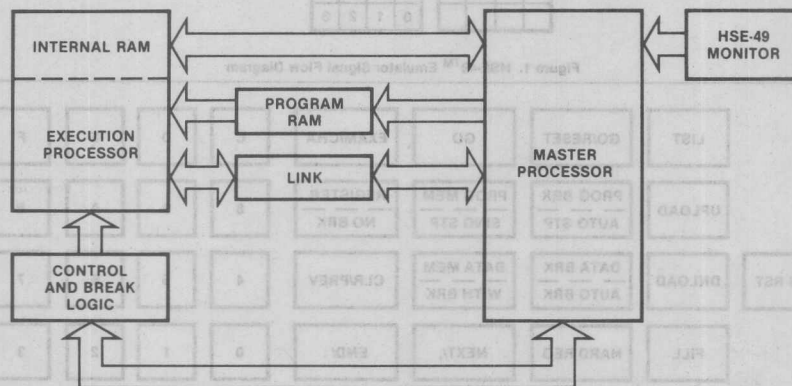 INTERNAL RAM
EXECUTION
PROCESSOR
PROGRAM
RAM
LINK
MASTER
PROCESSOR
HSE-49
MONITOR
CONTROL
AND BREAK
LOGIC